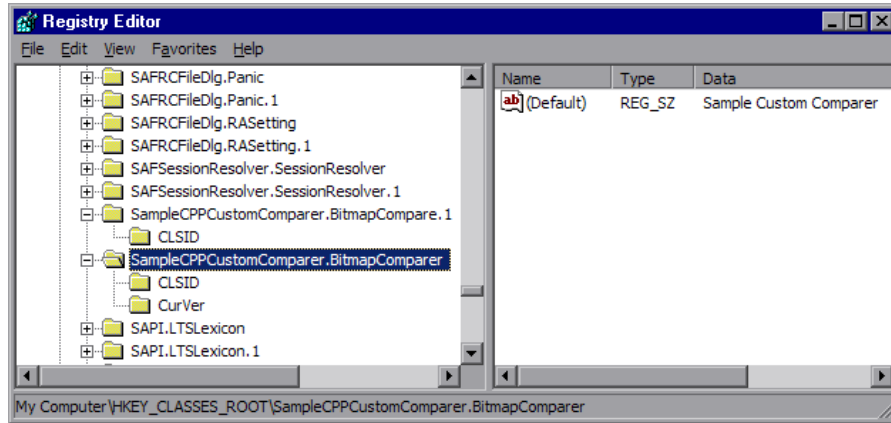 Registry Editor
File Edit View Favorites Help
SAFRCFileDlg.Panic
SAFRCFileDlg.Panic.1
SAFRCFileDlg.RASetting
SAFRCFileDlg.RASetting.1
SAFSessionResolver.SessionResolver
SAFSessionResolver.SessionResolver.1
SampleCPPCustomComparer.BitmapCompare.1
CLSID
SampleCPPCustomComparer.BitmapComparer
CLSID
CurVer
SAPI.LTSLexicon
SAPI.LTSLexicon.1
Name Type Data
ab (Default) REG_SZ Sample Custom Comparer
My Computer\HKEY_CLASSES_ROOT\SampleCPPCustomComparer.BitmapComparer